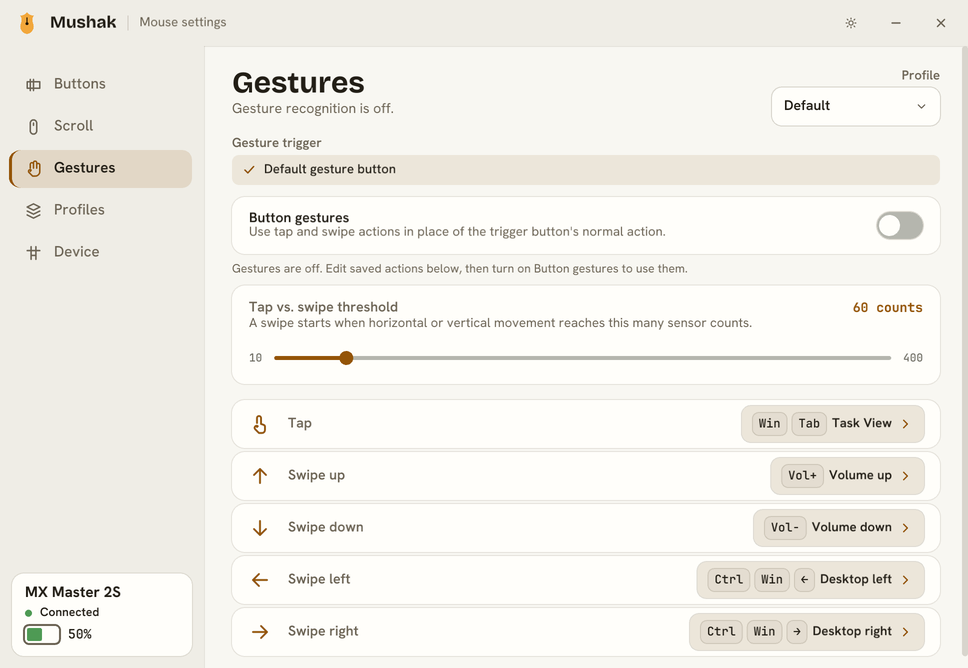 Mushak | Mouse settings
Buttons
Scroll
Gestures
Profiles
Device
MX Master 2S
Connected
50%
Gestures
Gesture recognition is off.
Profile
Default
Gesture trigger
Default gesture button
Button gestures
Use tap and swipe actions in place of the trigger button's normal action.
Gestures are off. Edit saved actions below, then turn on Button gestures to use them.
Tap vs. swipe threshold
60 counts
A swipe starts when horizontal or vertical movement reaches this many sensor counts.
10
400
Tap
Win Tab Task View
Swipe up
Vol+ Volume up
Swipe down
Vol- Volume down
Swipe left
Ctrl Win ← Desktop left
Swipe right
Ctrl Win → Desktop right